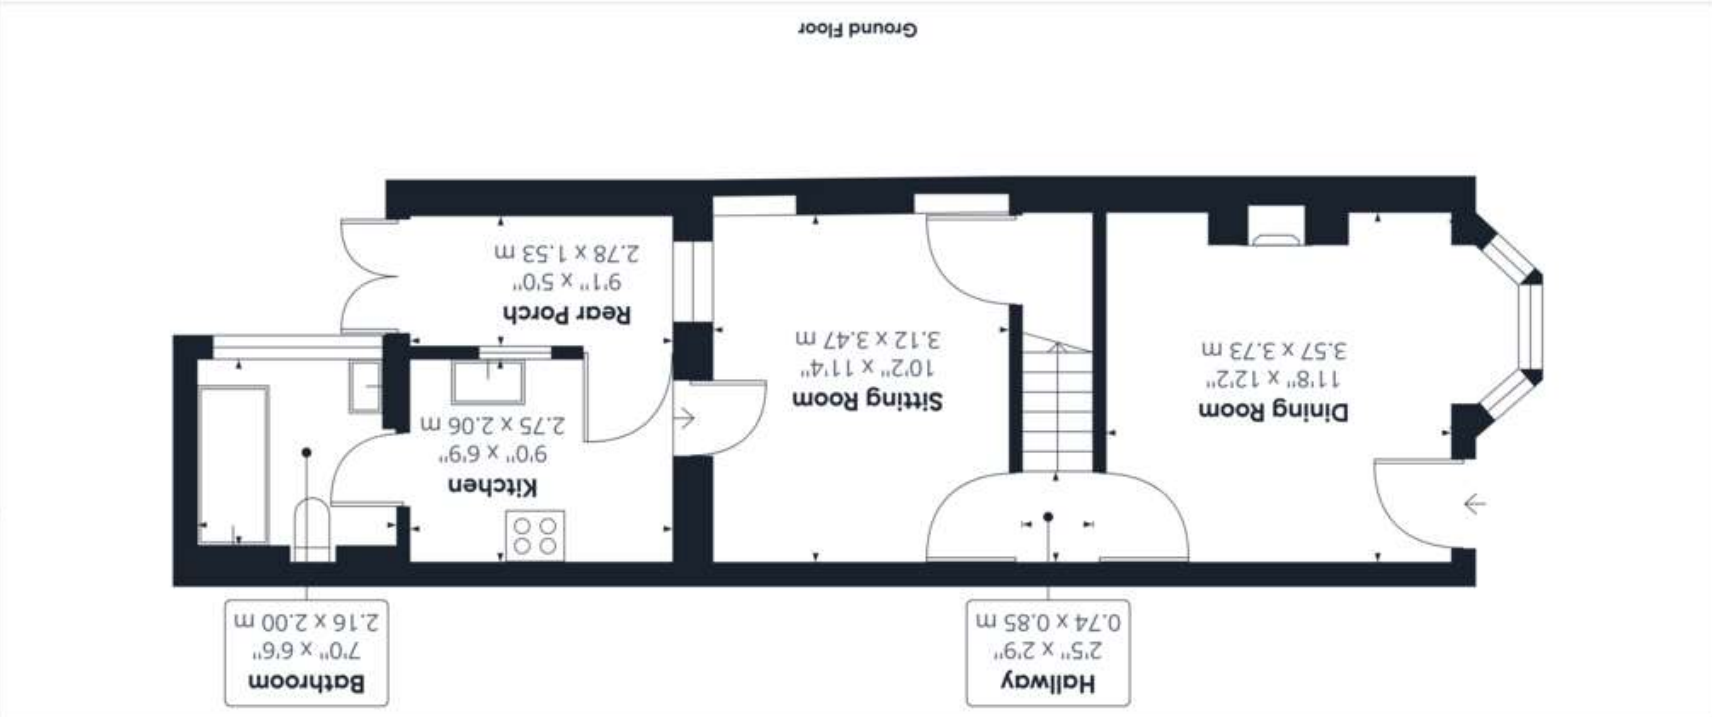 Hallway
2'5" x 2'9"
0.74 x 0.85 m
Bathroom
7'0" x 6'6"
2.16 x 2.00 m
Kitchen
9'0" x 6'9"
2.75 x 2.06 m
Dining Room
11'8" x 12'2"
3.57 x 3.73 m
Sitting Room
10'2" x 11'4"
3.12 x 3.47 m
Rear Porch
9'1" x 5'0"
2.78 x 1.53 m
Ground Floor